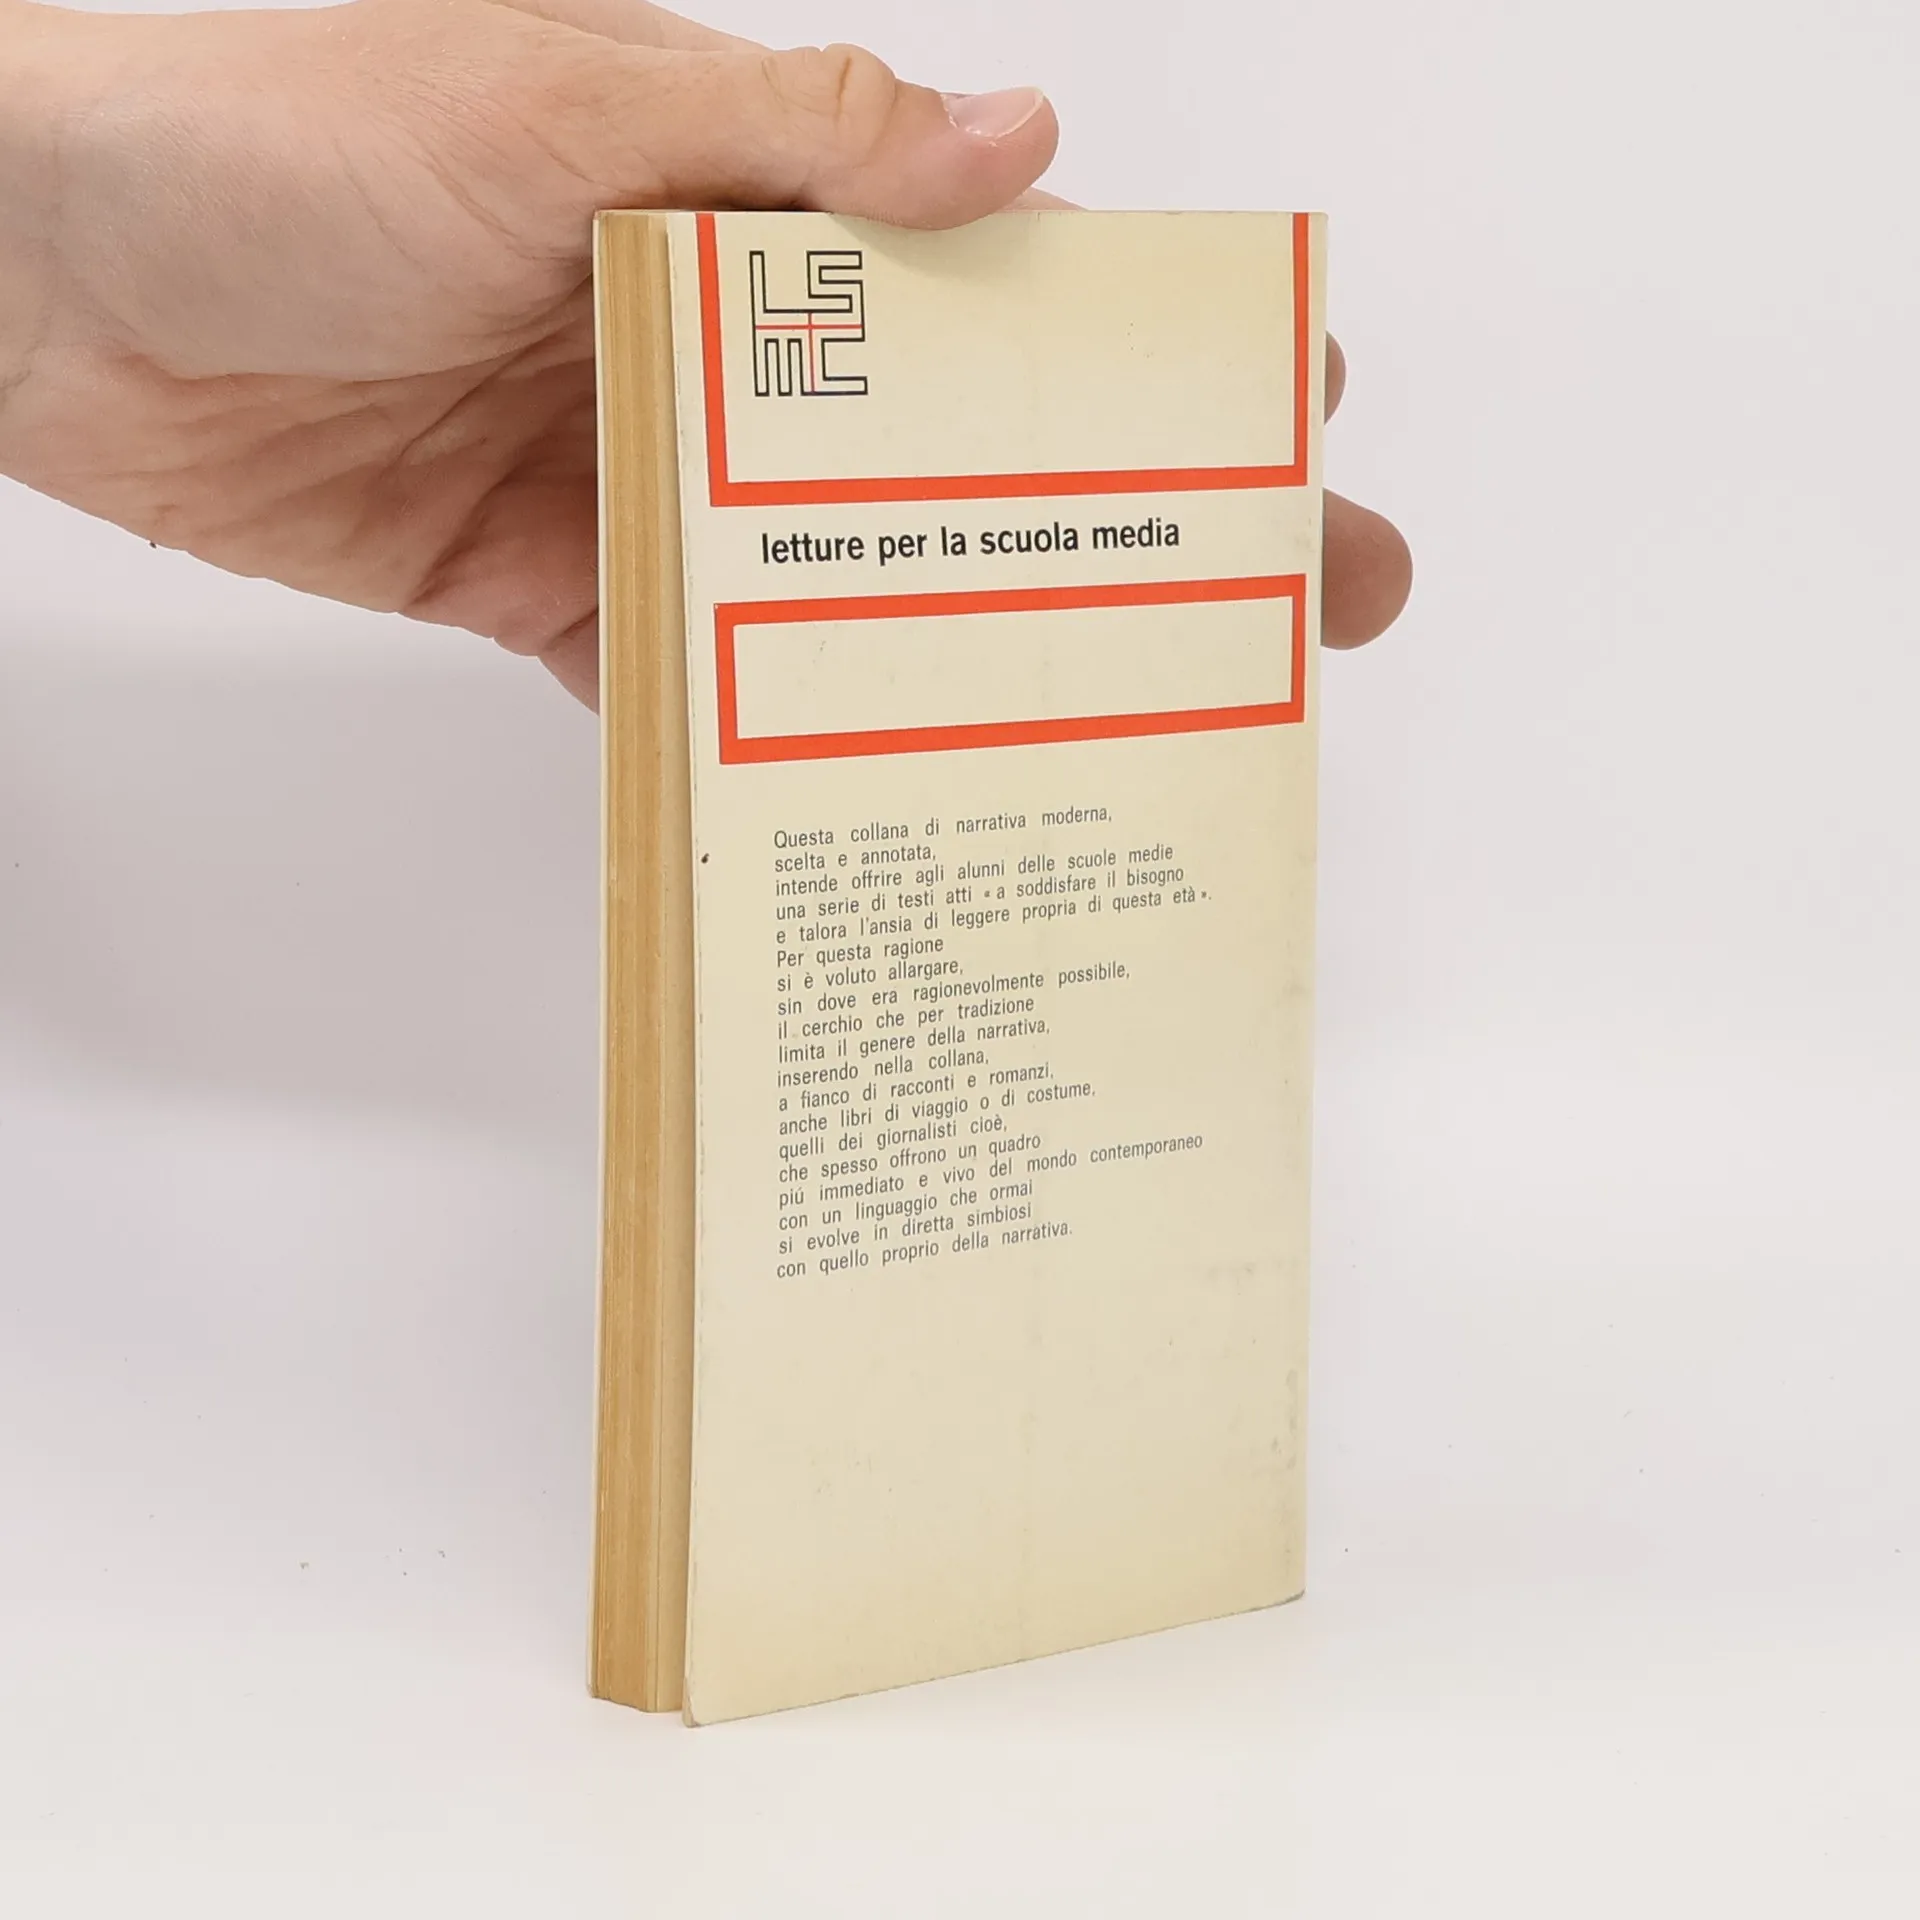 LS
mC
letture per la scuola media
Questa collana di narrativa moderna,
scelta e annotata,
intende offrire agli alunni delle scuole medie
una serie di testi atti « a soddisfare il bisogno
e talora l'ansia di leggere propria di questa età ».
Per questa ragione
si è voluto allargare,
sin dove era ragionevolmente possibile,
il cerchio che per tradizione
limita il genere della narrativa,
inserendo nella collana,
a fianco di racconti e romanzi,
anche libri di viaggio o di costume,
quelli dei giornalisti cioè,
che spesso offrono un quadro
piú immediato e vivo del mondo contemporaneo
con un linguaggio che ormai
si evolve in diretta simbiosi
con quello proprio della narrativa.